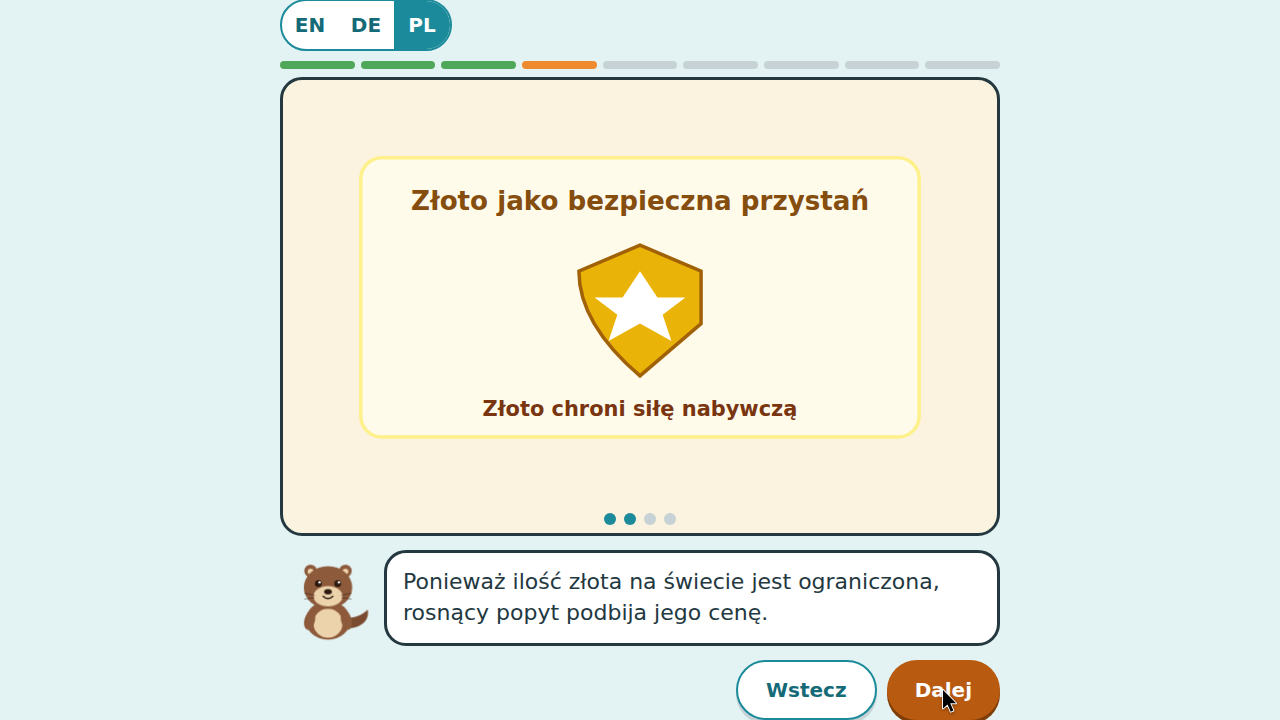 EN DE PL
Złoto jako bezpieczna przystań
Złoto chroni siłę nabywczą
Ponieważ ilość złota na świecie jest ograniczona,
rosnący popyt podbija jego cenę.
Wstecz Dalej